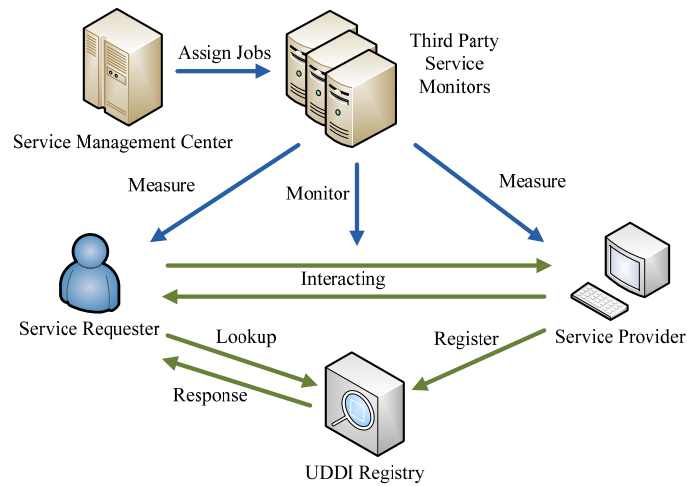 Assign Jobs
Third Party
Service
Monitors
Service Management Center
Measure
Monitor
Measure
Interacting
Service Requester
Service Provider
Lookup
Register
Response
UDDI Registry